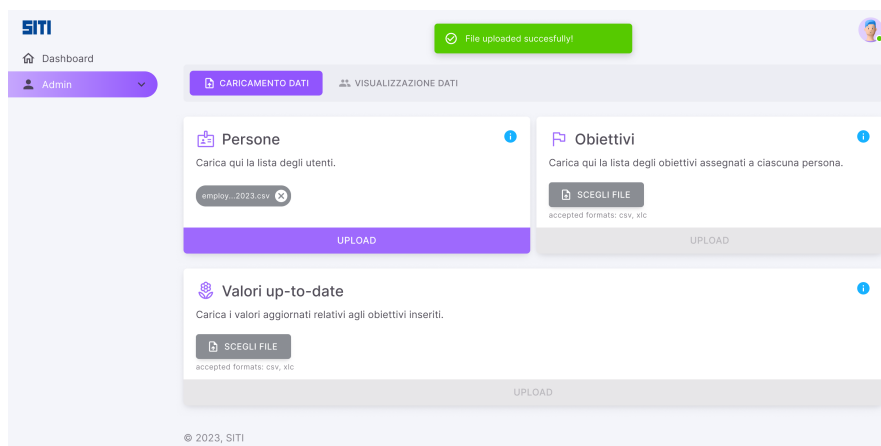 SITI
File uploaded succesfully!
Dashboard
Admin
CARICAMENTO DATI
VISUALIZZAZIONE DATI
Persone
Carica qui la lista degli utenti.
employ...2023.csv
UPLOAD
Obiettivi
Carica qui la lista degli obiettivi assegnati a ciascuna persona.
SCEGLI FILE
accepted formats: csv, xlc
UPLOAD
Valori up-to-date
Carica i valori aggiornati relativi agli obiettivi inseriti.
SCEGLI FILE
accepted formats: csv, xlc
UPLOAD
© 2023, SITI